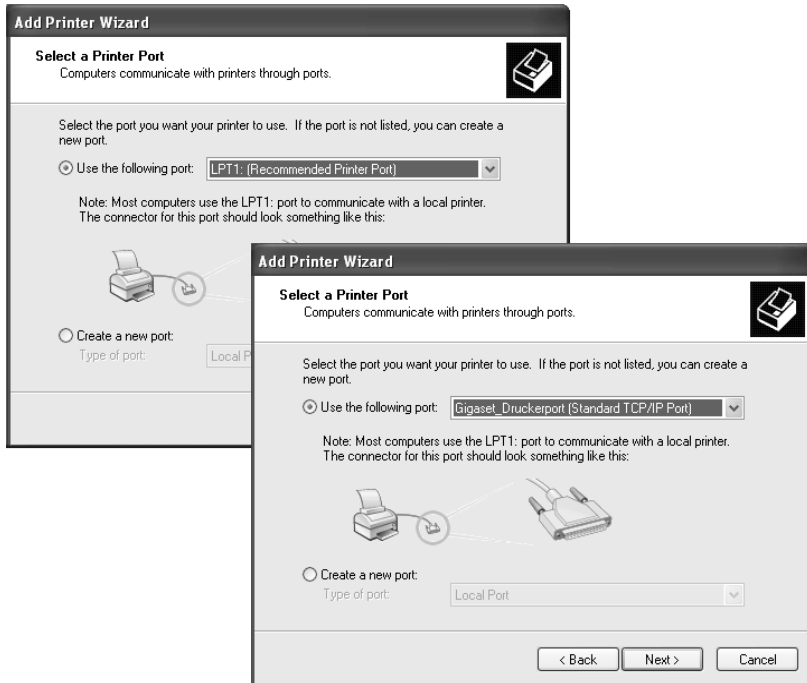 Add Printer Wizard
Select a Printer Port
Computers communicate with printers through ports.
Select the port you want your printer to use. If the port is not listed, you can create a
new port.
Use the following port:
LPT1: (Recommended Printer Port)
Note: Most computers use the LPT1: port to communicate with a local printer.
The connector for this port should look something like this:
Create a new port:
Type of port:
Local P
Add Printer Wizard
Select a Printer Port
Computers communicate with printers through ports.
Select the port you want your printer to use. If the port is not listed, you can create a
new port.
Use the following port:
Gigaset_Druckerport (Standard TCP/IP Port)
Note: Most computers use the LPT1: port to communicate with a local printer.
The connector for this port should look something like this:
Create a new port:
Type of port:
Local Port
< Back
Next >
Cancel